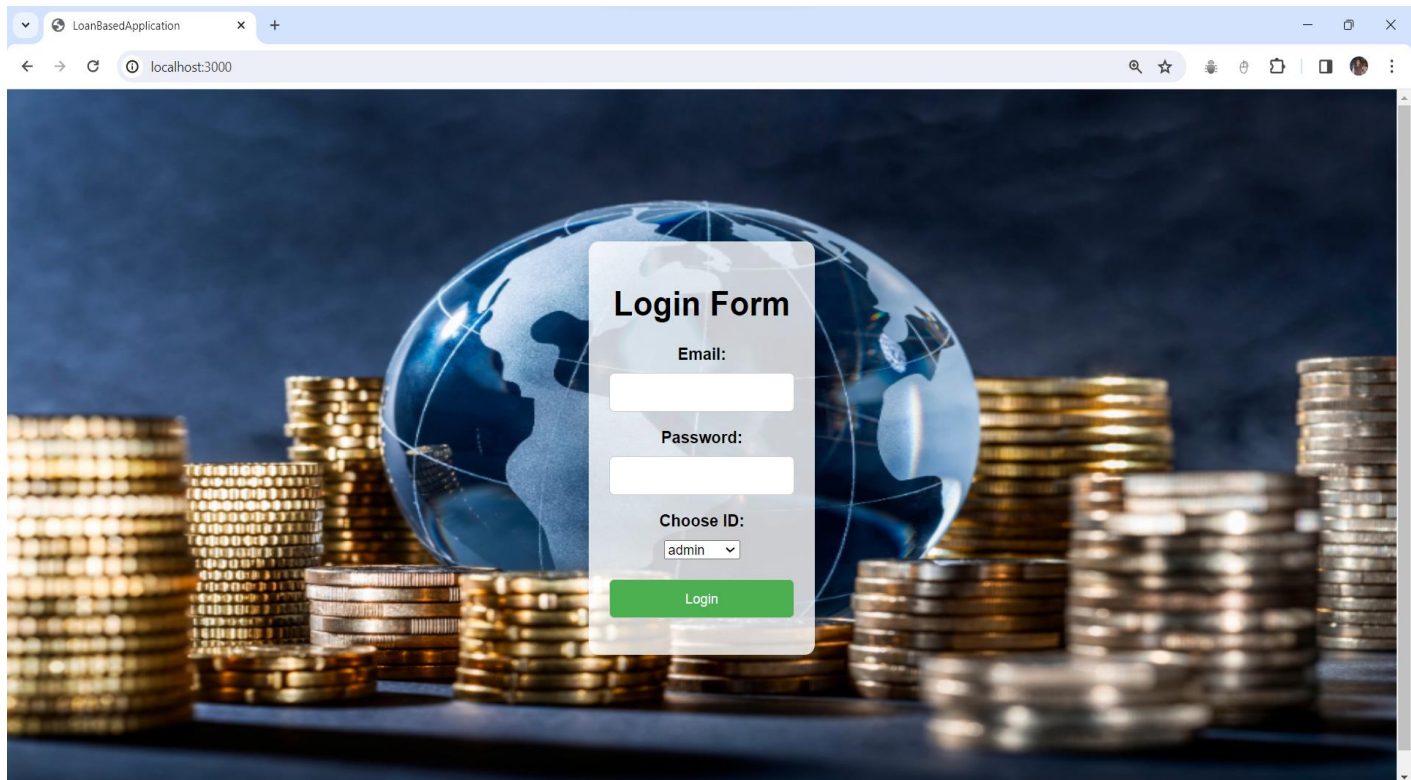 LoanBasedApplication
localhost:3000
Login Form
Email:
Password:
Choose ID:
admin
Login